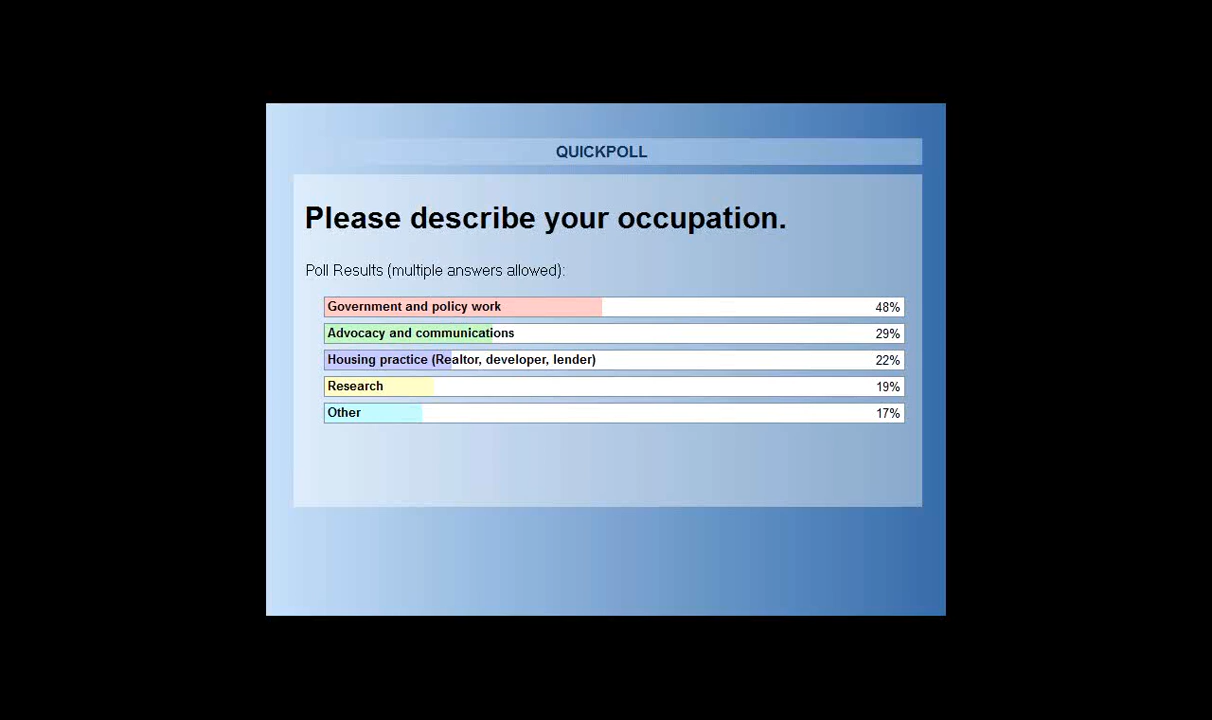 QUICKPOLL
Please describe your occupation.
Poll Results (multiple answers allowed):
Government and policy work 48%
Advocacy and communications 29%
Housing practice (Realtor, developer, lender) 22%
Research 19%
Other 17%